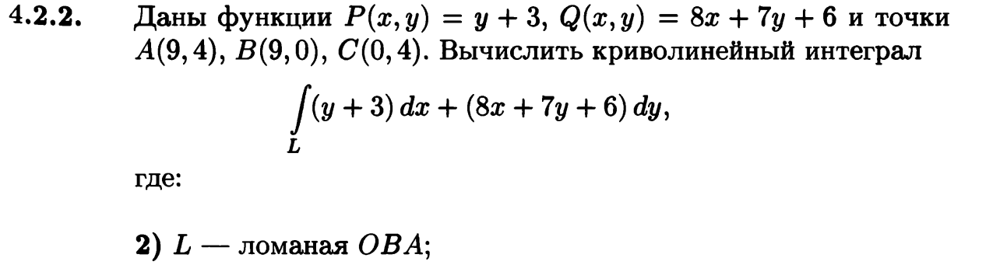 4.2.2. Даны функции P(x, y) = y + 3, Q(x, y) = 8x + 7y + 6 и точки
A(9, 4), B(9, 0), C(0, 4). Вычислить криволинейный интеграл
∫(y + 3) dx + (8x + 7y + 6) dy,
L
где:
2) L — ломаная OBA;